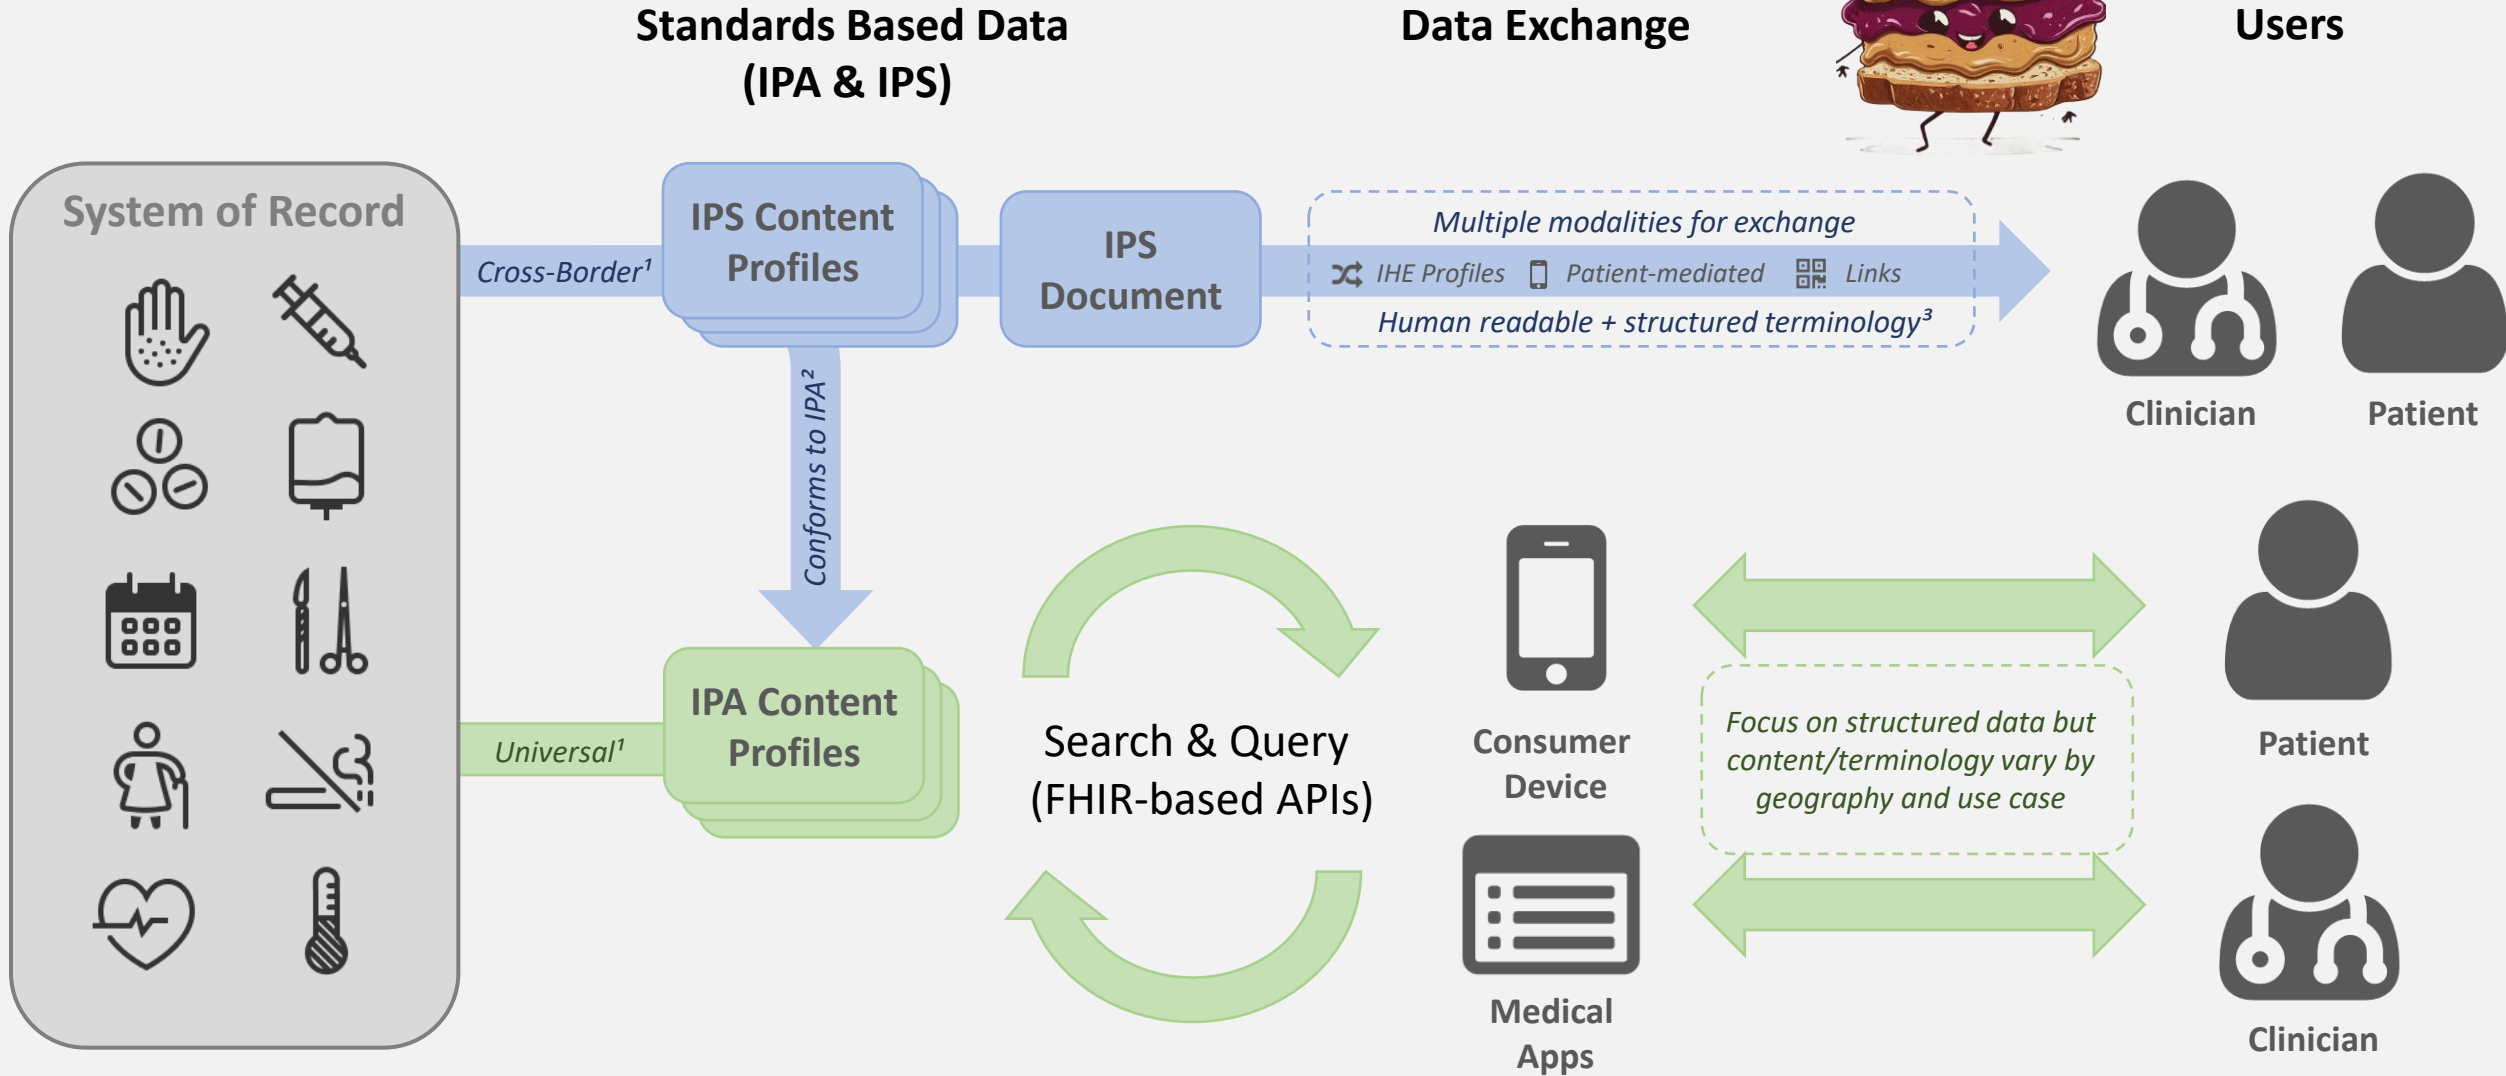 Standards Based Data
(IPA & IPS)
Data Exchange
Users
System of Record
Cross-Border¹
IPS Content
Profiles
IPS
Document
Multiple modalities for exchange
IHE Profiles
Patient-mediated
Links
Human readable + structured terminology³
Clinician
Patient
Conforms to IPA²
Universal¹
IPA Content
Profiles
Search & Query
(FHIR-based APIs)
Consumer
Device
Medical
Apps
Focus on structured data but
content/terminology vary by
geography and use case
Patient
Clinician